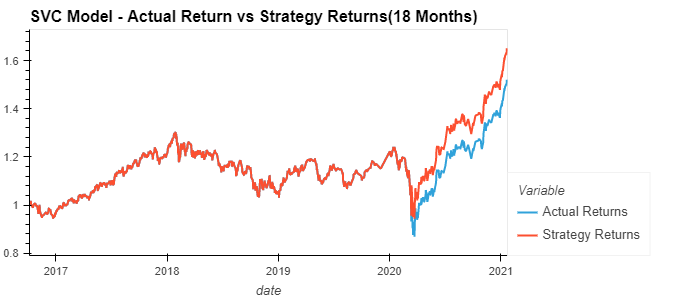 SVC Model - Actual Return vs Strategy Returns(18 Months)
1.6
1.4
1.2
1
0.8
2017 2018 2019 2020 2021
date
Variable
Actual Returns
Strategy Returns